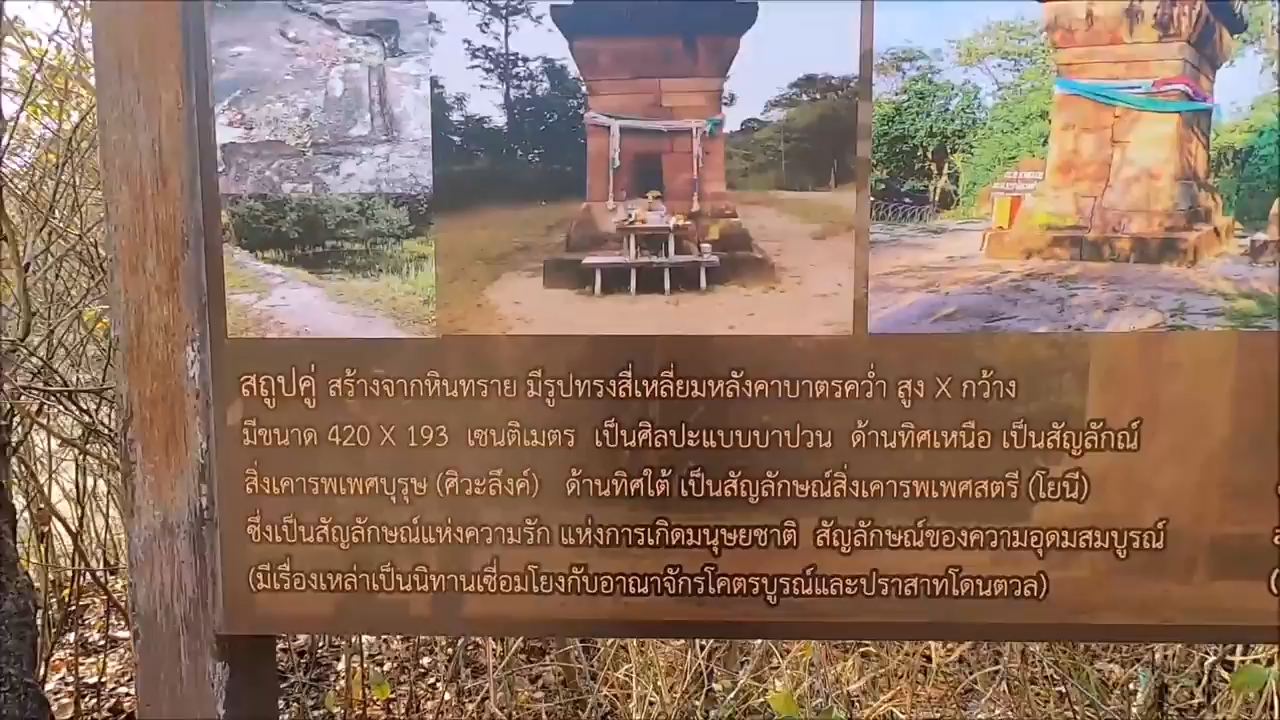 สถูปคู่ สร้างจากหินทราย มีรูปทรงสี่เหลี่ยมหลังคาบาตรคว่ำ สูง X กว้าง
มีขนาด 420 X 193 เซนติเมตร เป็นศิลปะแบบบาปวน ด้านทิศเหนือ เป็นสัญลักณ์
สิ่งเคารพเพศบุรุษ (ศิวะลึงค์) ด้านทิศใต้ เป็นสัญลักษณ์สิ่งเคารพเพศสตรี (โยนี)
ซึ่งเป็นสัญลักษณ์แห่งความรัก แห่งการเกิดมนุษยชาติ สัญลักษณ์ของความอุดมสมบูรณ์
(มีเรื่องเหล่าเป็นนิทานเชื่อมโยงกับอาณาจักรโคตรบูรณ์และปราสาทโดนตวล)